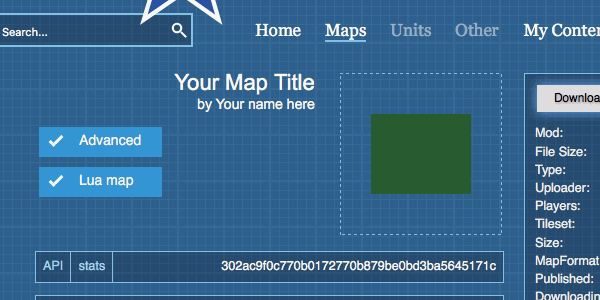 Search...
Home Maps Units Other My Conten
Your Map Title
by Your name here
Advanced
Lua map
API stats 302ac9f0c770b0172770b879be0bd3ba5645171c
Downloa
Mod:
File Size:
Type:
Uploader:
Players:
Tileset:
Size:
MapFormat
Published:
Downloadin